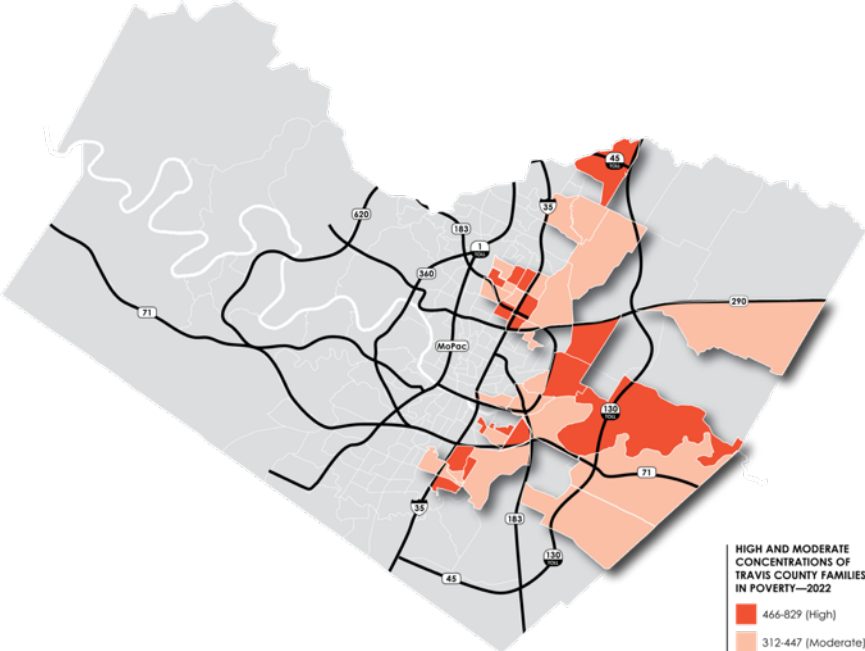 45
TOLL
35
620
183
1
TOLL
360
290
71
MoPac
130
TOLL
71
35
183
130
TOLL
45
HIGH AND MODERATE
CONCENTRATIONS OF
TRAVIS COUNTY FAMILIES
IN POVERTY—2022
466-829 (High)
312-447 (Moderate)